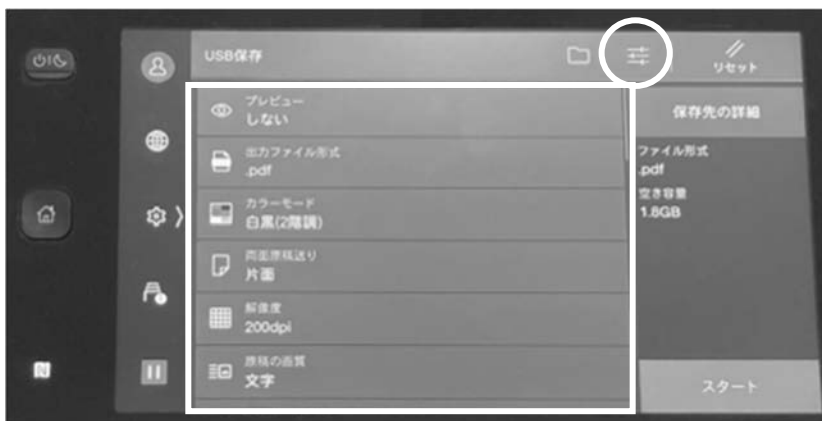 USB保存
リセット
プレビュー
しない
出力ファイル形式
.pdf
カラーモード
白黒(2階調)
両面原稿送り
片面
解像度
200dpi
原稿の画質
文字
保存先の詳細
ファイル形式
.pdf
空き容量
1.8GB
スタート